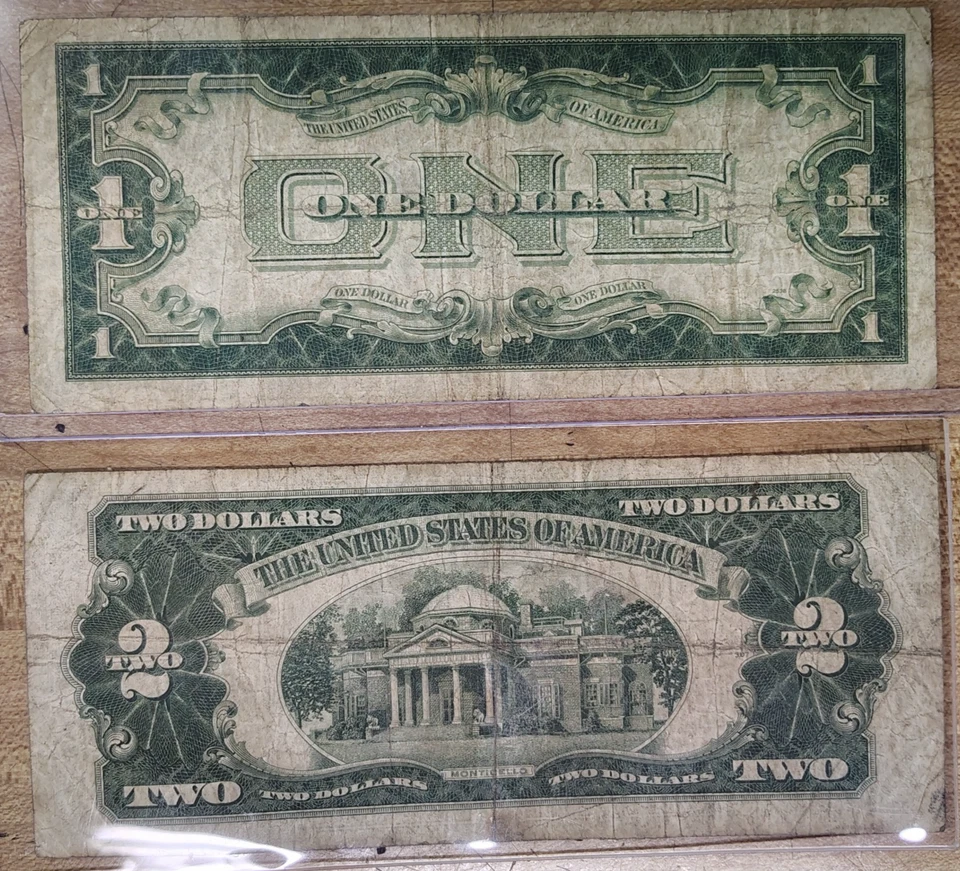 1 1
THE UNITED STATES OF AMERICA
ONE
ONE DOLLAR
1 ONE 1 ONE
ONE DOLLAR ONE DOLLAR
1 1
TWO DOLLARS TWO DOLLARS
THE UNITED STATES OF AMERICA
2 TWO 2 TWO
MONTICELLO
TWO TWO DOLLARS TWO DOLLARS TWO